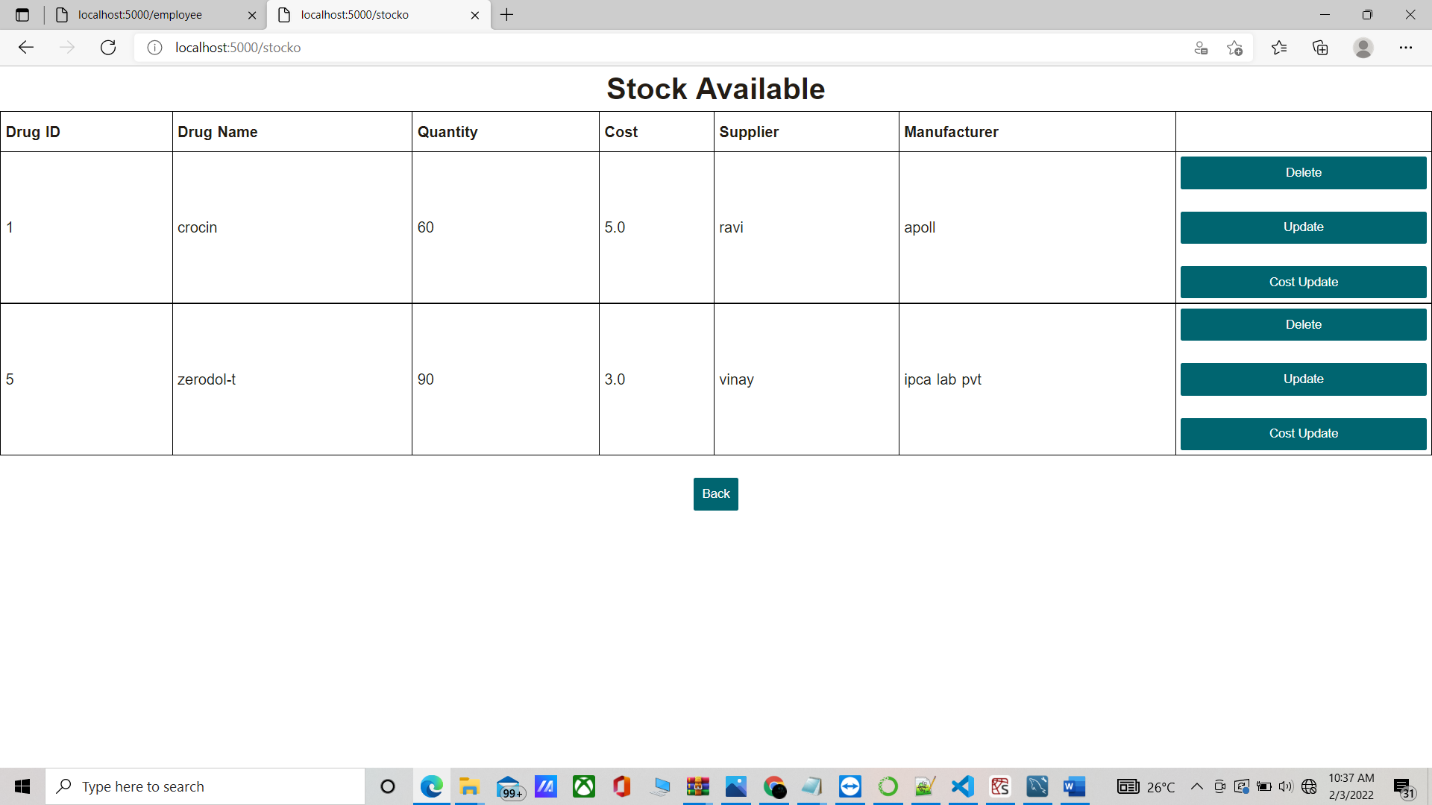 localhost:5000/employee
localhost:5000/stocko
localhost:5000/stocko
Stock Available
Drug ID Drug Name Quantity Cost Supplier Manufacturer
Delete
1 crocin 60 5.0 ravi apoll Update
Cost Update
Delete
5 zerodol-t 90 3.0 vinay ipca lab pvt Update
Cost Update
Back
Type here to search
99+
26°C
10:37 AM
2/3/2022
31